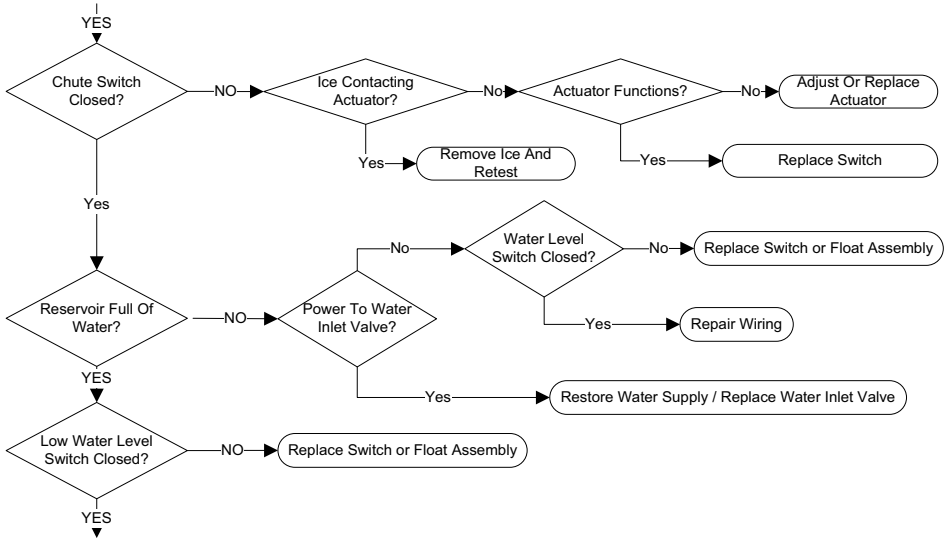 YES
Chute Switch
Closed?
NO
Ice Contacting
Actuator?
No
Actuator Functions?
No
Adjust Or Replace
Actuator
Yes
Remove Ice And
Retest
Yes
Replace Switch
Yes
Reservoir Full Of
Water?
NO
Power To Water
Inlet Valve?
No
Water Level
Switch Closed?
No
Replace Switch or Float Assembly
Yes
Repair Wiring
Yes
Restore Water Supply / Replace Water Inlet Valve
YES
Low Water Level
Switch Closed?
NO
Replace Switch or Float Assembly
YES